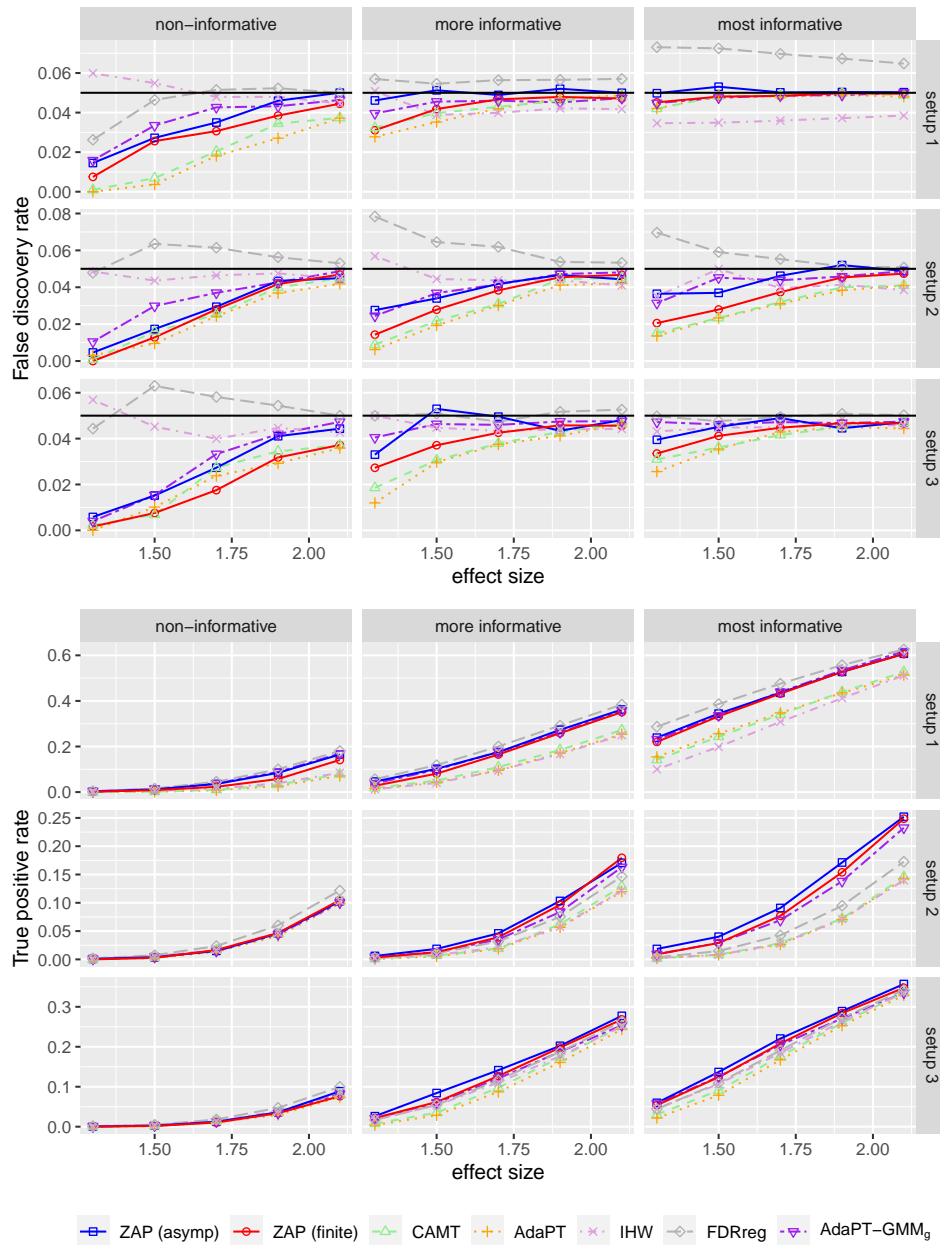 non−informative
more informative
most informative
False discovery rate
0.06
0.04
0.02
0.00
setup 1
0.08
0.06
0.04
0.02
0.00
setup 2
0.06
0.04
0.02
0.00
setup 3
1.50 1.75 2.00
1.50 1.75 2.00
1.50 1.75 2.00
effect size
non−informative
more informative
most informative
True positive rate
0.6
0.4
0.2
0.0
setup 1
0.25
0.20
0.15
0.10
0.05
0.00
setup 2
0.3
0.2
0.1
0.0
setup 3
1.50 1.75 2.00
1.50 1.75 2.00
1.50 1.75 2.00
effect size
ZAP (asymp) ZAP (finite) CAMT AdaPT IHW FDRreg AdaPT−GMMg